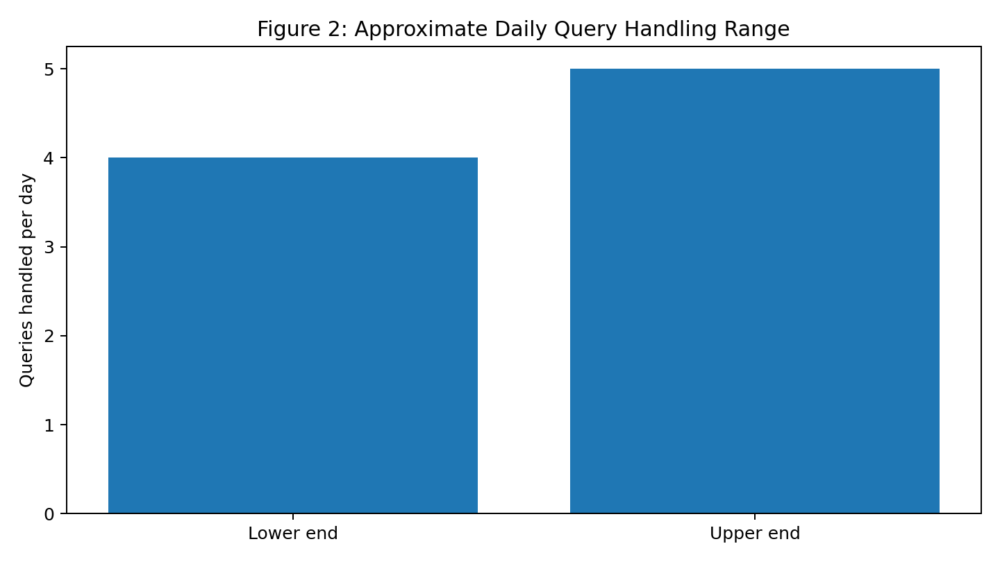 Figure 2: Approximate Daily Query Handling Range
Queries handled per day
5
4
3
2
1
0
Lower end
Upper end